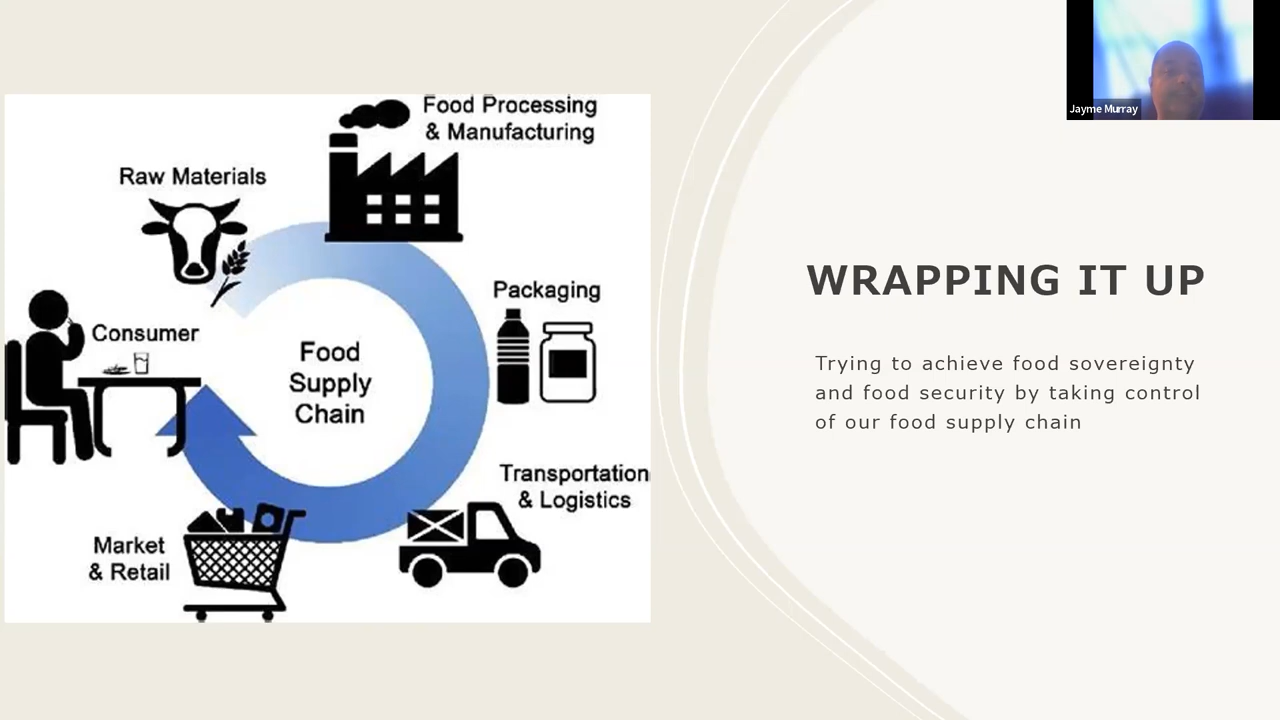 Food Processing
& Manufacturing
Raw Materials
Packaging
Consumer
Food
Supply
Chain
Transportation
& Logistics
Market
& Retail
WRAPPING IT UP
Trying to achieve food sovereignty
and food security by taking control
of our food supply chain
Jayme Murray